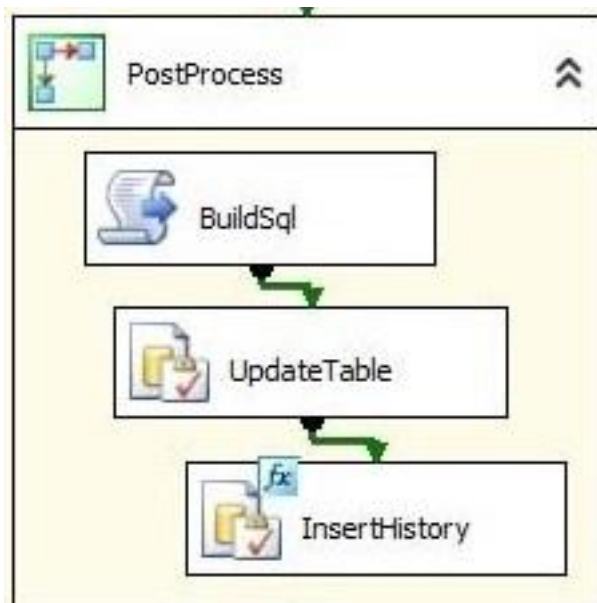 PostProcess
BuildSql
UpdateTable
fx
InsertHistory